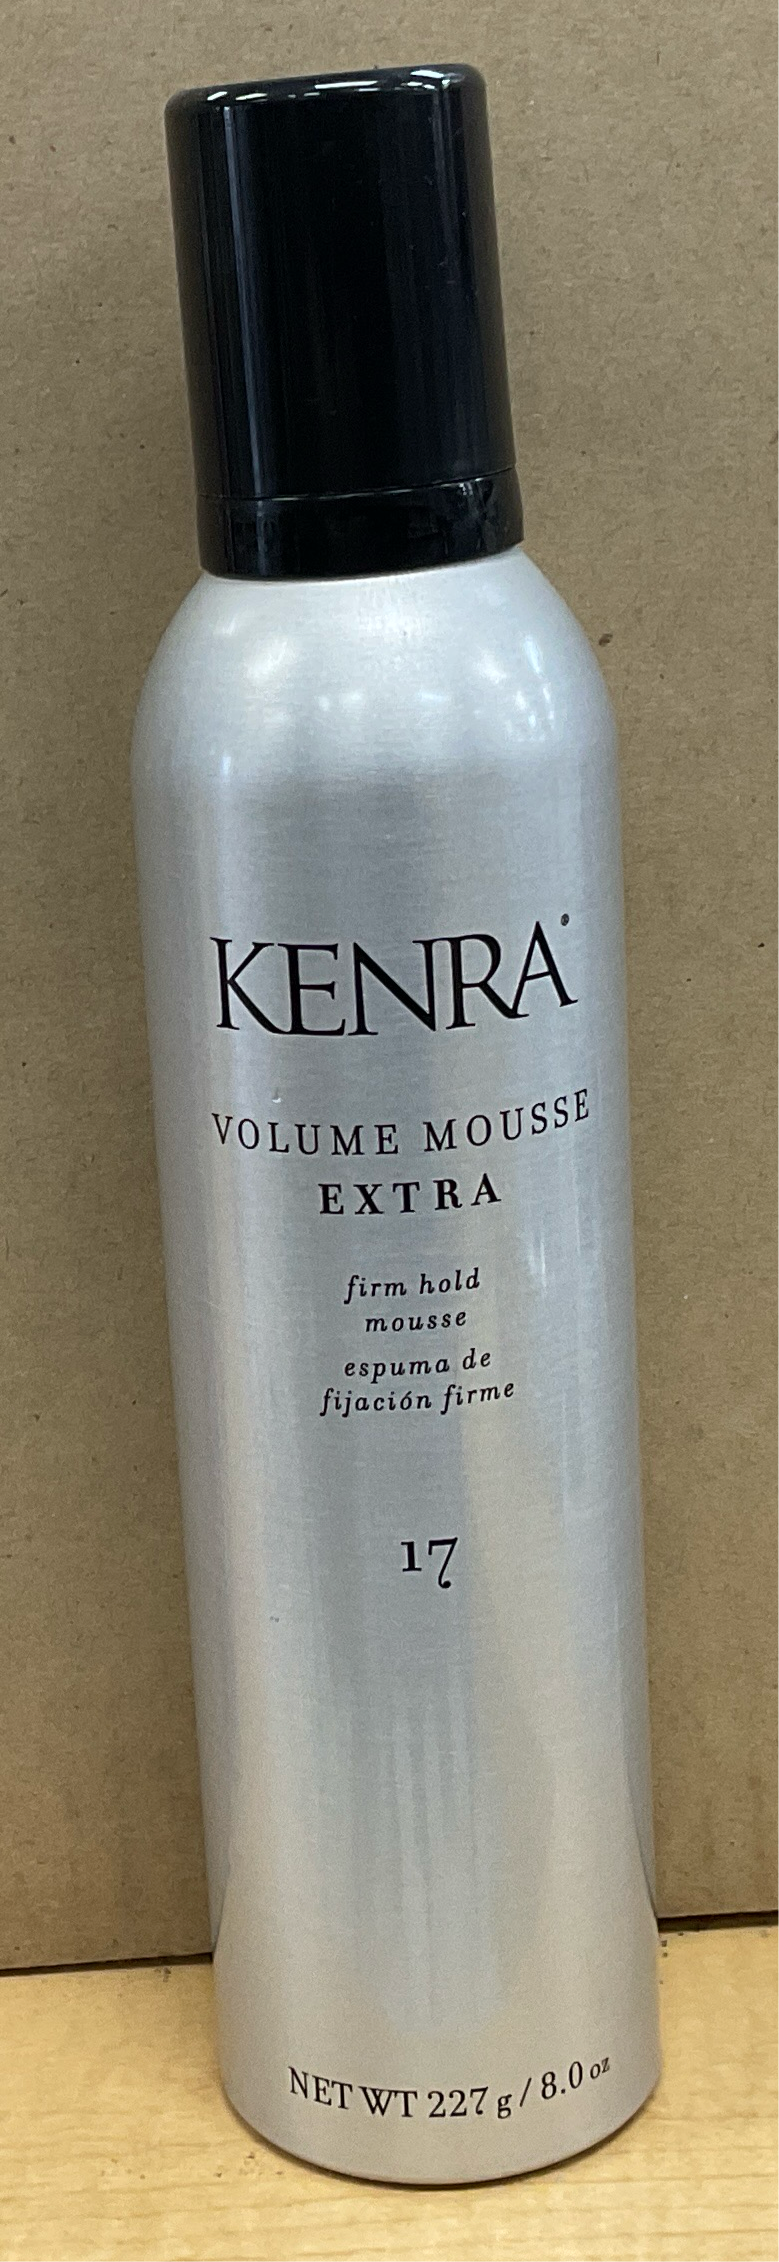 KENRA®
VOLUME MOUSSE
EXTRA
firm hold
mousse
espuma de
fijación firme
17
NET WT 227 g / 8.0 oz